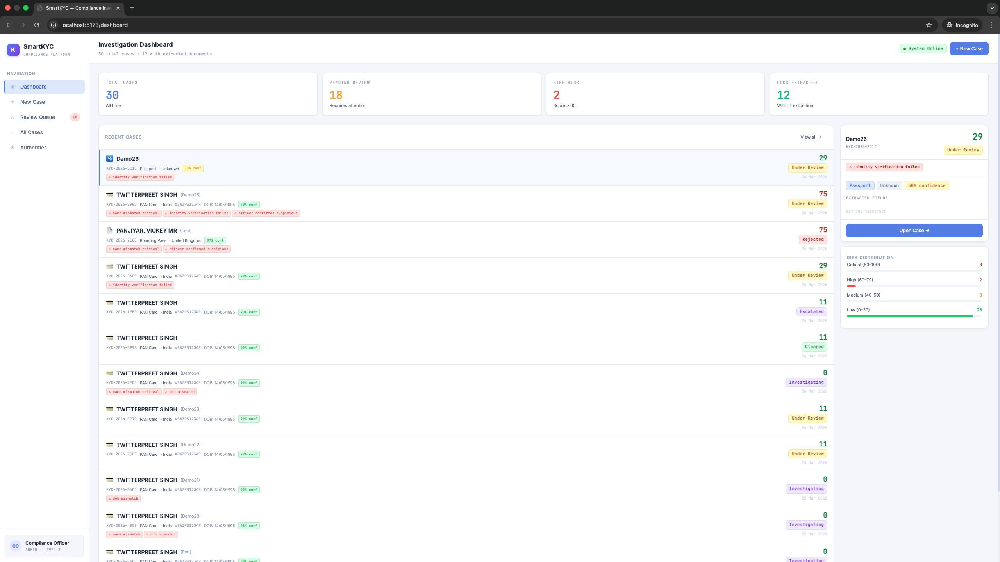 SmartKYC — Compliance Inve
localhost:5173/dashboard
Incognito
K
SmartKYC
COMPLIANCE PLATFORM
NAVIGATION
Dashboard
New Case
Review Queue 18
All Cases
Authorities
CO
Compliance Officer
ADMIN · LEVEL 3
Investigation Dashboard
30 total cases · 12 with extracted documents
● System Online
+ New Case
TOTAL CASES
30
All time
PENDING REVIEW
18
Requires attention
HIGH RISK
2
Score ≥ 60
DOCS EXTRACTED
12
With ID extraction
RECENT CASES
View all →
Demo26
29
KYC-2026-2C1C Passport · Unknown 50% conf
Under Review
⚠ identity verification failed
24 Mar 2026
TWITTERPREET SINGH (Demo25)
75
KYC-2026-E90D PAN Card · India #BWZPS1234R DOB: 14/05/1995 99% conf
Under Review
⚠ name mismatch critical ⚠ identity verification failed ⚠ officer confirmed suspicious
24 Mar 2026
PANJIYAR, VICKEY MR (Test)
75
KYC-2026-210C Boarding Pass · United Kingdom 97% conf
Rejected
⚠ name mismatch critical ⚠ officer confirmed suspicious
24 Mar 2026
TWITTERPREET SINGH
29
KYC-2026-8601 PAN Card · India #BWZPS1234R DOB: 14/05/1995 99% conf
Under Review
⚠ identity verification failed
24 Mar 2026
TWITTERPREET SINGH
11
KYC-2026-AEE0 PAN Card · India #BWZPS1234R DOB: 14/05/1995 98% conf
Escalated
24 Mar 2026
TWITTERPREET SINGH
11
KYC-2026-B99B PAN Card · India #BWZPS1234R DOB: 14/05/1995 99% conf
Cleared
24 Mar 2026
TWITTERPREET SINGH (Demo24)
0
KYC-2026-2ED3 PAN Card · India #BWZPS1234R DOB: 14/05/1995 99% conf
Investigating
⚠ name mismatch critical ⚠ dob mismatch
24 Mar 2026
TWITTERPREET SINGH (Demo23)
11
KYC-2026-F779 PAN Card · India #BWZPS1234R DOB: 14/05/1995 99% conf
Under Review
24 Mar 2026
TWITTERPREET SINGH (Demo22)
11
KYC-2026-7CBE PAN Card · India #BWZPS1234R DOB: 14/05/1995 99% conf
Under Review
23 Mar 2026
TWITTERPREET SINGH (Demo21)
0
KYC-2026-06C3 PAN Card · India #BWZPS1234R DOB: 14/05/1995 99% conf
Investigating
⚠ dob mismatch
23 Mar 2026
TWITTERPREET SINGH (Demo20)
0
KYC-2026-4859 PAN Card · India #BWZPS1234R DOB: 14/05/1995 98% conf
Investigating
⚠ name mismatch ⚠ dob mismatch
23 Mar 2026
TWITTERPREET SINGH (Ron)
0
PAN Card · India #BWZPS1234R DOB: 14/05/1995 99% conf
Investigating
Demo26
29
KYC-2026-2C1C
Under Review
⚠ identity verification failed
Passport Unknown 50% confidence
EXTRACTED FIELDS
method: tesseract
Open Case →
RISK DISTRIBUTION
Critical (80–100) 0
High (60–79) 2
Medium (40–59) 0
Low (0–39) 28